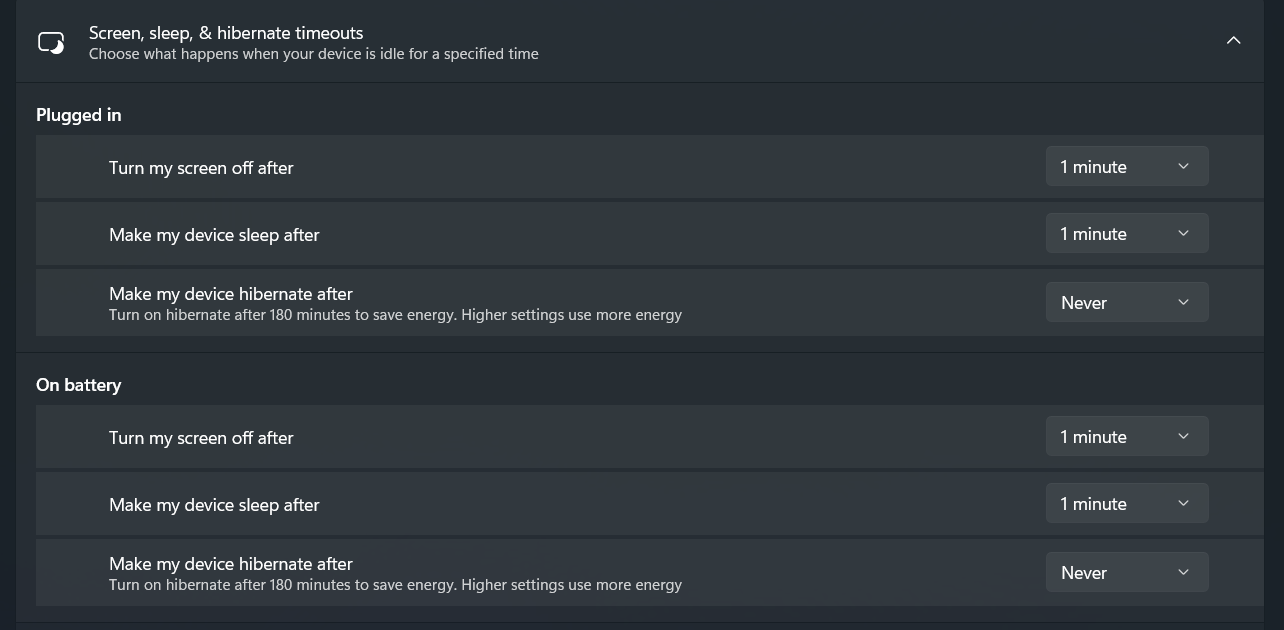 Screen, sleep, & hibernate timeouts
Choose what happens when your device is idle for a specified time
Plugged in
Turn my screen off after
1 minute
Make my device sleep after
1 minute
Make my device hibernate after
Turn on hibernate after 180 minutes to save energy. Higher settings use more energy
Never
On battery
Turn my screen off after
1 minute
Make my device sleep after
1 minute
Make my device hibernate after
Turn on hibernate after 180 minutes to save energy. Higher settings use more energy
Never